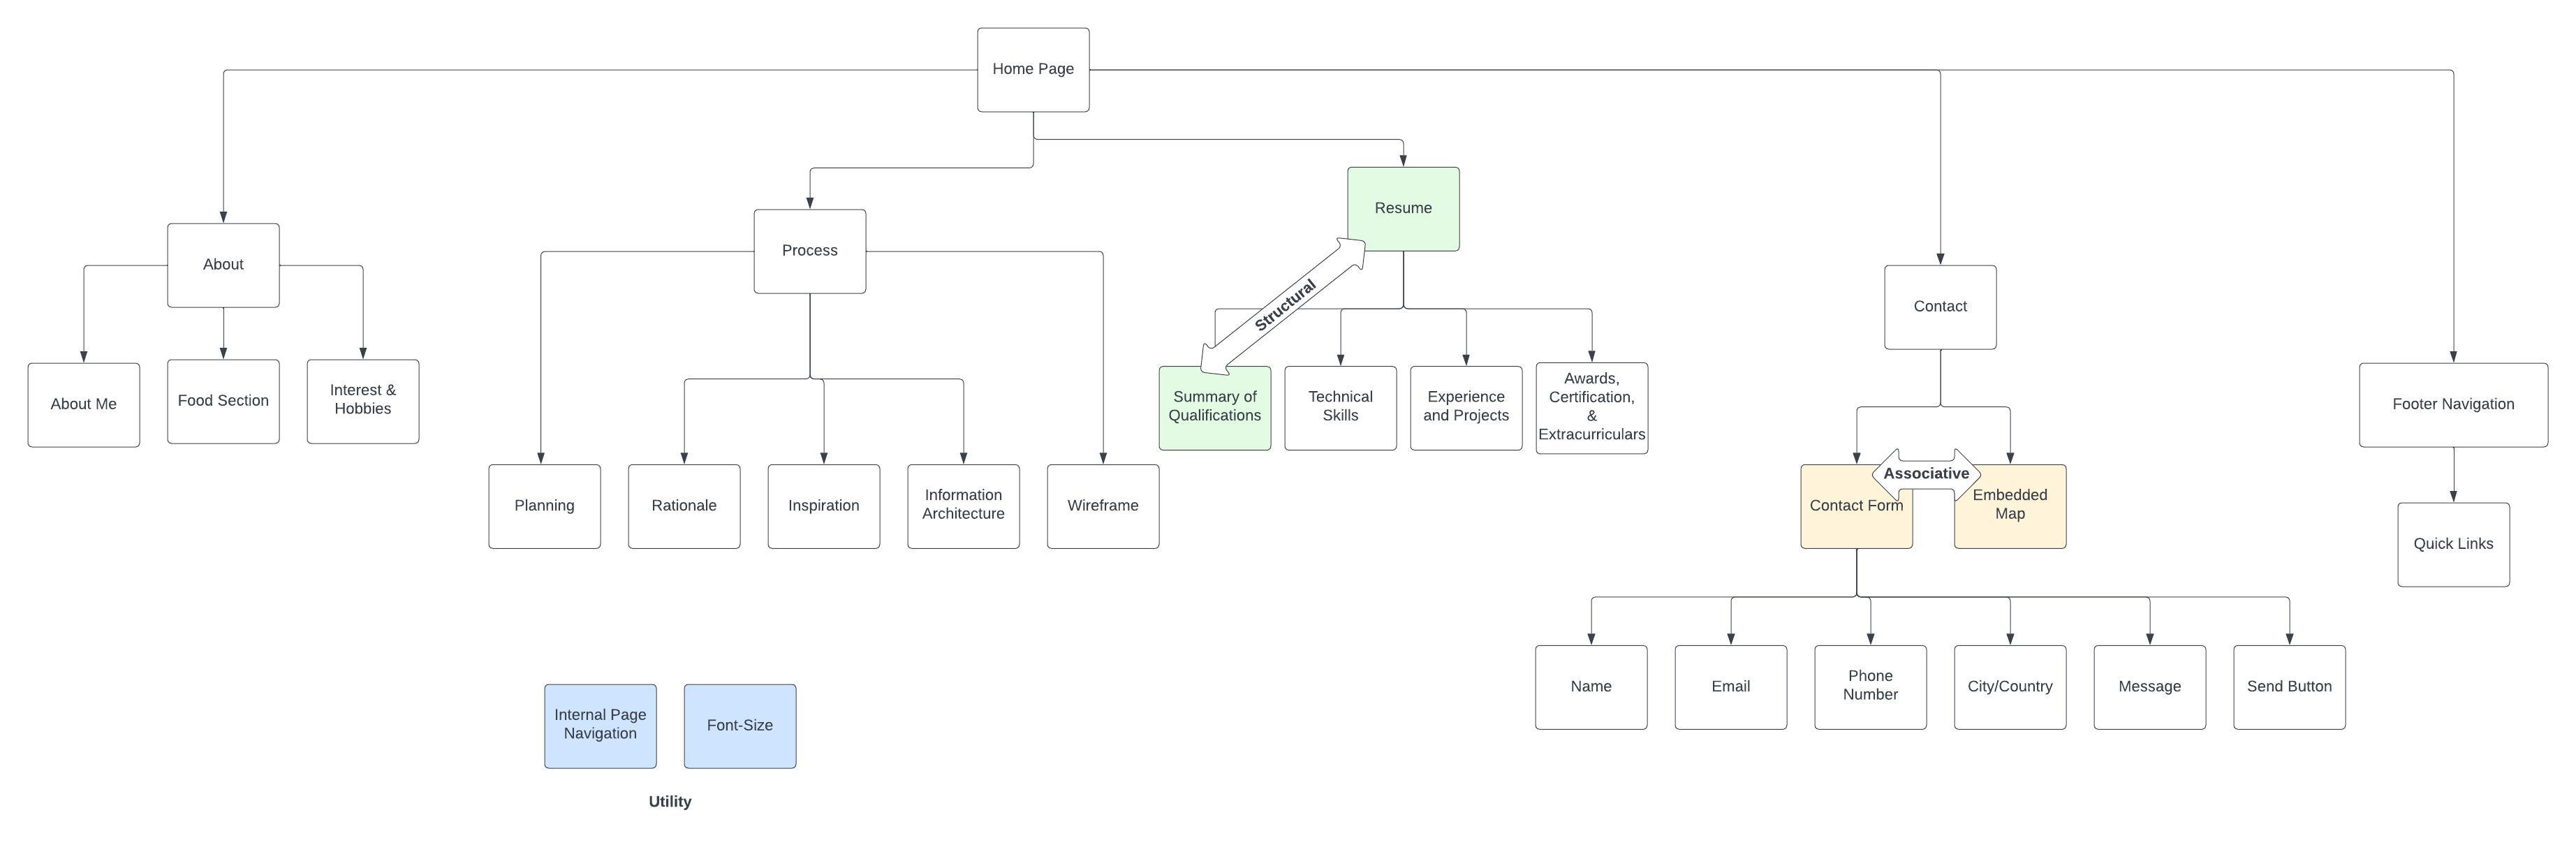 Home Page
Resume
Process
About
Contact
Structural
About Me
Food Section
Interest &
Hobbies
Summary of
Qualifications
Technical
Skills
Experience
and Projects
Awards,
Certification,
&
Extracurriculars
Footer Navigation
Associative
Planning
Rationale
Inspiration
Information
Architecture
Wireframe
Contact Form
Embedded
Map
Quick Links
Name
Email
Phone
Number
City/Country
Message
Send Button
Internal Page
Navigation
Font-Size
Utility